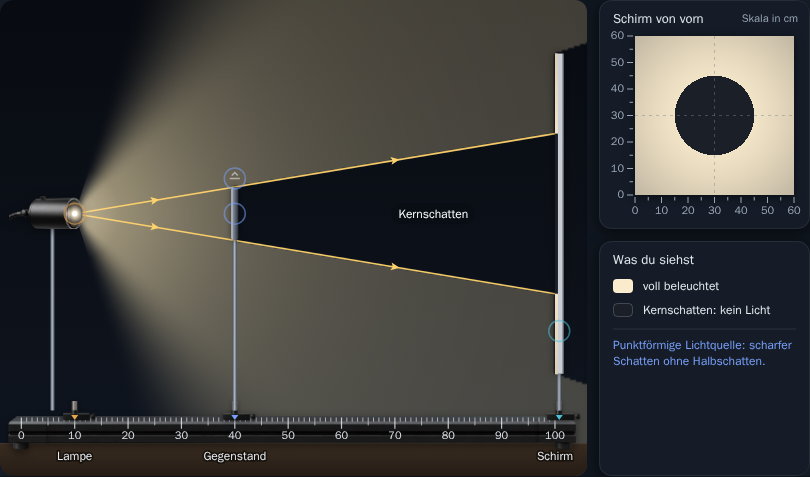 Schirm von vorn
Skala in cm
60
50
40
30
20
10
0
0 10 20 30 40 50 60
Kernschatten
Was du siehst
voll beleuchtet
Kernschatten: kein Licht
Punktförmige Lichtquelle: scharfer
Schatten ohne Halbschatten.
0 10 20 30 40 50 60 70 80 90 100
Lampe
Gegenstand
Schirm